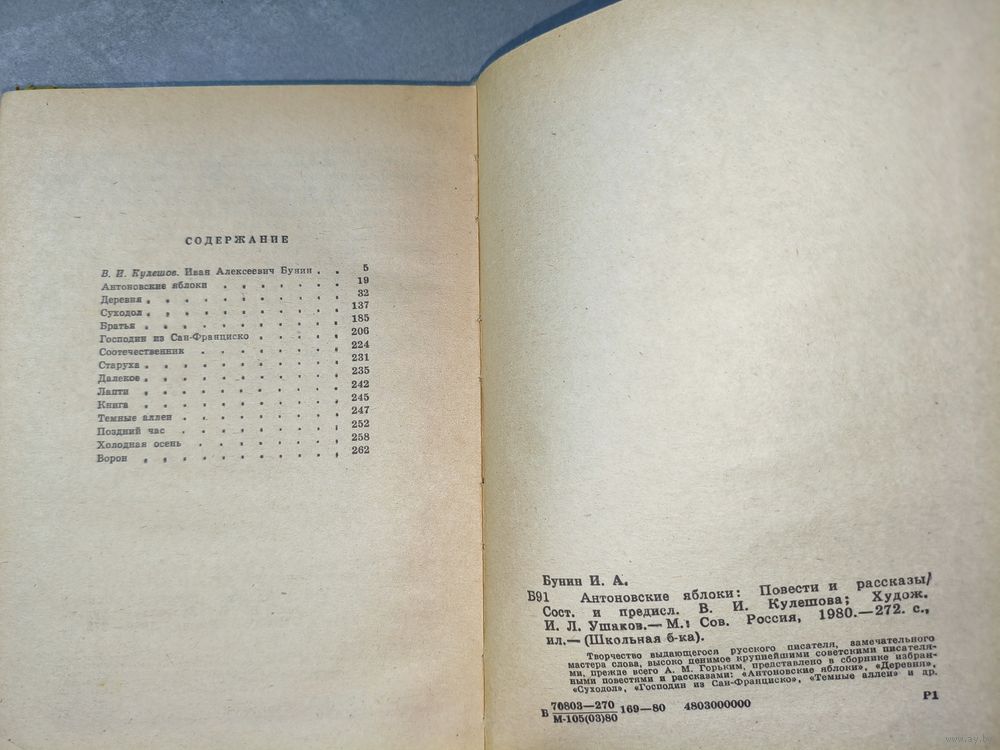 СОДЕРЖАНИЕ
В. И. Кулешов. Иван Алексеевич Бунин . . 5
Антоновские яблоки . . . . . . . 19
Деревня . . . . . . . . . . . 32
Суходол . . . . . . . . . . . 137
Братья . . . . . . . . . . . 185
Господин из Сан-Франциско . . . . . 206
Соотечественник . . . . . . . . 224
Старуха . . . . . . . . . . . 231
Далекое . . . . . . . . . . . 235
Лапти . . . . . . . . . . . 242
Книга . . . . . . . . . . . 245
Темные аллеи . . . . . . . . . 247
Поздний час . . . . . . . . . 252
Холодная осень . . . . . . . . 258
Ворон . . . . . . . . . . . 262
Бунин И. А.
Б91 Антоновские яблоки: Повести и рассказы/
Сост. и предисл. В. И. Кулешова; Худож.
И. Л. Ушаков.— М.: Сов. Россия, 1980.—272. с.,
ил.— (Школьная б-ка).
Творчество выдающегося русского писателя, замечательного
мастера слова, высоко ценимое крупнейшими советскими писателя-
ми, прежде всего А. М. Горьким, представлено в сборнике избран-
ными повестями и рассказами: «Антоновские яблоки», «Деревня»,
«Суходол», «Господин из Сан-Франциско», «Темные аллеи» и др.
Р1
Б 70803—270
М-105(03)80 169—80 4803000000
www.ay.by